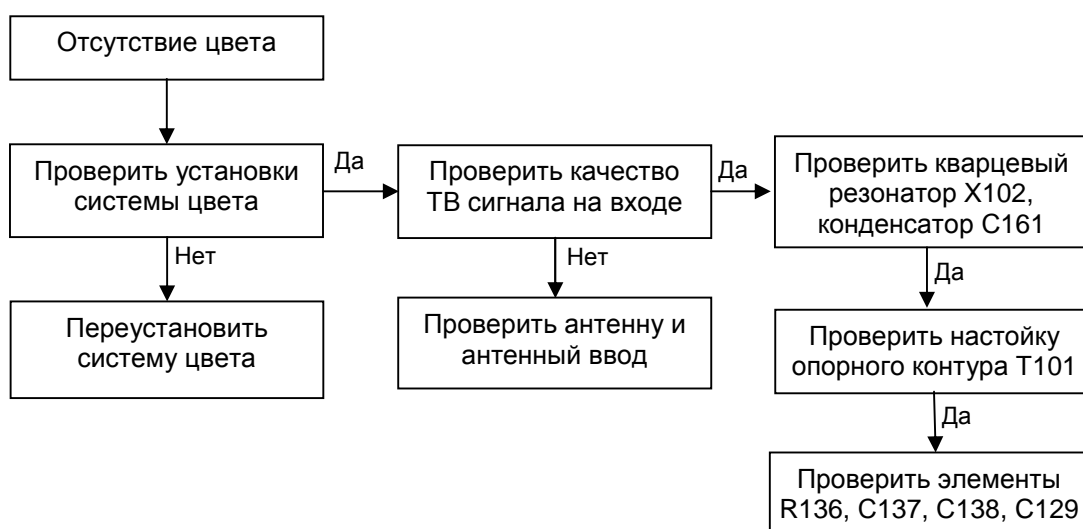 Отсутствие цвета
Проверить установки
системы цвета
Да
Проверить качество
ТВ сигнала на входе
Да
Проверить кварцевый
резонатор X102,
конденсатор C161
Нет
Нет
Да
Переустановить
систему цвета
Проверить антенну и
антенный ввод
Проверить настойку
опорного контура T101
Да
Проверить элементы
R136, C137, C138, C129